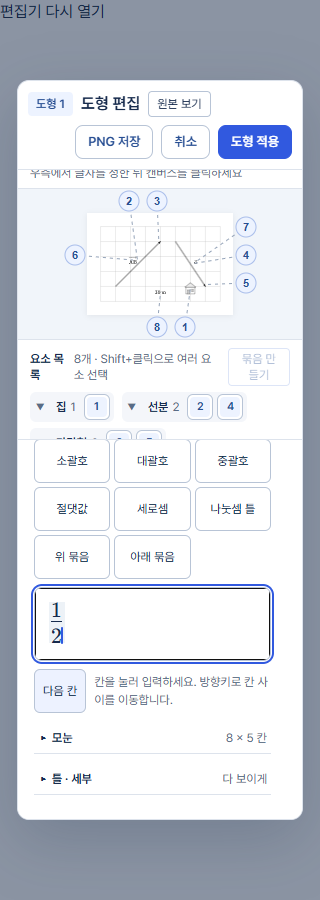 편집기 다시 열기
도형 1 도형 편집 원본 보기
PNG 저장 취소 도형 적용
우측에서 글자를 정한 뒤 캔버스를 클릭하세요
2 3
7
6 4
5
8 1
요소 목록 8개 · Shift+클릭으로 여러 요소 선택 묶음 만들기
▼ 집 1 1 ▼ 선분 2 2 4
소괄호 대괄호 중괄호
절댓값 세로셈 나눗셈 틀
위 묶음 아래 묶음
1
2
다음 칸 칸을 눌러 입력하세요. 방향키로 칸 사이를 이동합니다.
▸ 모눈 8 × 5 칸
▸ 틀 · 세부 다 보이게